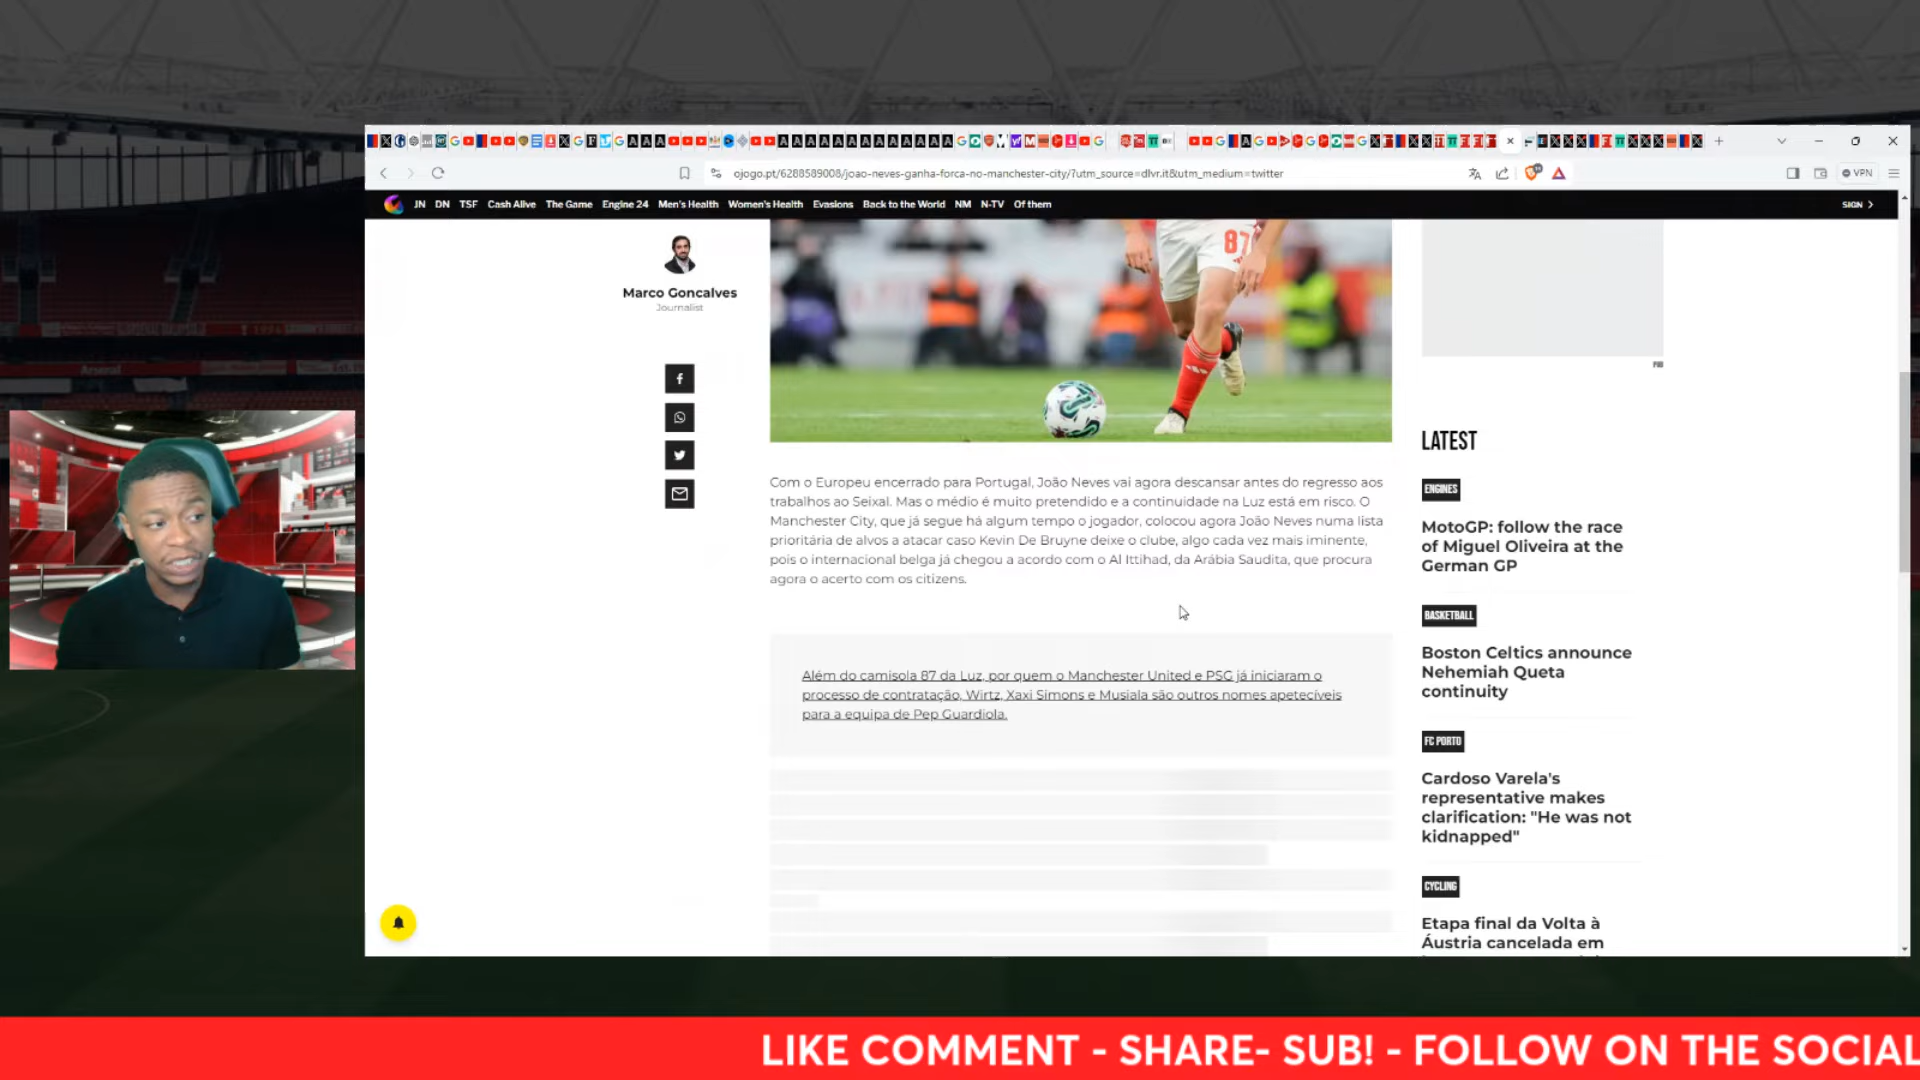 ojogo.pt/6288589008/joao-neves-ganha-forca-no-manchester-city/?utm_source=dlvr.it&utm_medium=twitter
VPN
JN DN TSF Cash Alive The Game Engine 24 Men's Health Women's Health Evasions Back to the World NM N-TV Of them
SIGN
87
Marco Goncalves
Journalist
Com o Europeu encerrado para Portugal, João Neves vai agora descansar antes do regresso aos
trabalhos ao Seixal. Mas o médio é muito pretendido e a continuidade na Luz está em risco. O
Manchester City, que já segue há algum tempo o jogador, colocou agora João Neves numa lista
prioritária de alvos a atacar caso Kevin De Bruyne deixe o clube, algo cada vez mais iminente,
pois o internacional belga já chegou a acordo com o Al Ittihad, da Arábia Saudita, que procura
agora o acerto com os citizens.
Além do camisola 87 da Luz, por quem o Manchester United e PSG já iniciaram o
processo de contratação, Wirtz, Xaxi Simons e Musiala são outros nomes apetecíveis
para a equipa de Pep Guardiola.
LATEST
ENGINES
MotoGP: follow the race
of Miguel Oliveira at the
German GP
BASKETBALL
Boston Celtics announce
Nehemiah Queta
continuity
FC PORTO
Cardoso Varela's
representative makes
clarification: "He was not
kidnapped"
CYCLING
Etapa final da Volta à
Áustria cancelada em
Arsenal
LIKE COMMENT - SHARE- SUB! - FOLLOW ON THE SOCIAL